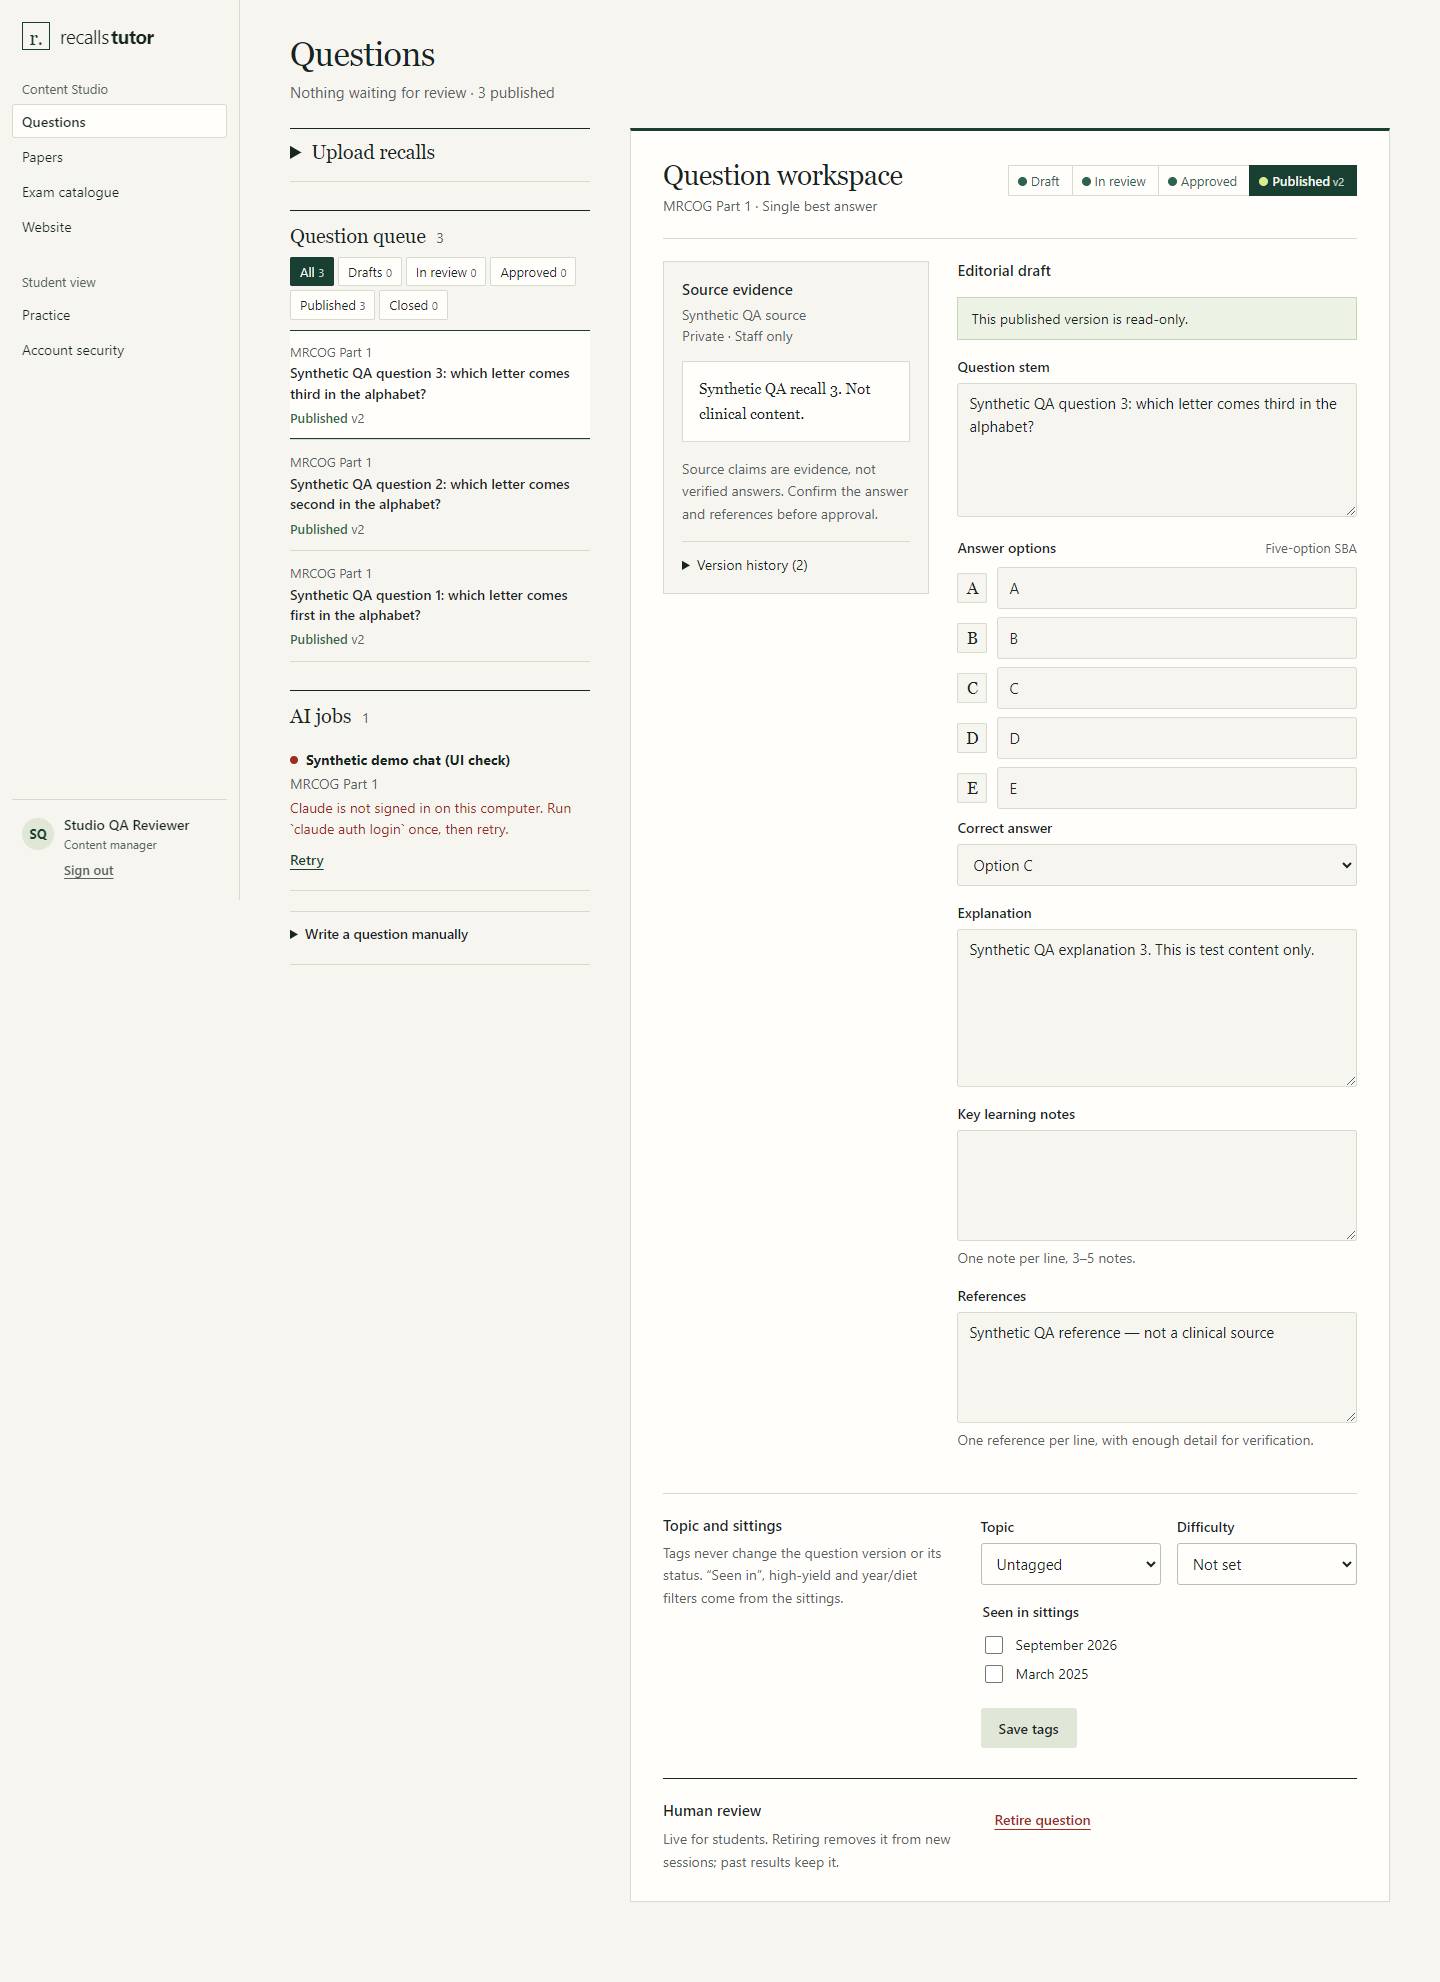 r. recallstutor
Content Studio
Questions
Papers
Exam catalogue
Website
Student view
Practice
Account security
SQ
Studio QA Reviewer
Content manager
Sign out
Questions
Nothing waiting for review · 3 published
Upload recalls
Question queue 3
All 3 Drafts 0 In review 0 Approved 0
Published 3 Closed 0
MRCOG Part 1
Synthetic QA question 3: which letter comes
third in the alphabet?
Published v2
MRCOG Part 1
Synthetic QA question 2: which letter comes
second in the alphabet?
Published v2
MRCOG Part 1
Synthetic QA question 1: which letter comes
first in the alphabet?
Published v2
AI jobs 1
Synthetic demo chat (UI check)
MRCOG Part 1
Claude is not signed in on this computer. Run
`claude auth login` once, then retry.
Retry
Write a question manually
Question workspace
MRCOG Part 1 · Single best answer
Draft In review Approved Published v2
Source evidence
Synthetic QA source
Private · Staff only
Synthetic QA recall 3. Not
clinical content.
Source claims are evidence, not
verified answers. Confirm the answer
and references before approval.
Version history (2)
Editorial draft
This published version is read-only.
Question stem
Synthetic QA question 3: which letter comes third in the
alphabet?
Answer options Five-option SBA
A A
B B
C C
D D
E E
Correct answer
Option C
Explanation
Synthetic QA explanation 3. This is test content only.
Key learning notes
One note per line, 3–5 notes.
References
Synthetic QA reference — not a clinical source
One reference per line, with enough detail for verification.
Topic and sittings
Tags never change the question version or its
status. “Seen in”, high-yield and year/diet
filters come from the sittings.
Topic Difficulty
Untagged Not set
Seen in sittings
September 2026
March 2025
Save tags
Human review
Live for students. Retiring removes it from new
sessions; past results keep it.
Retire question